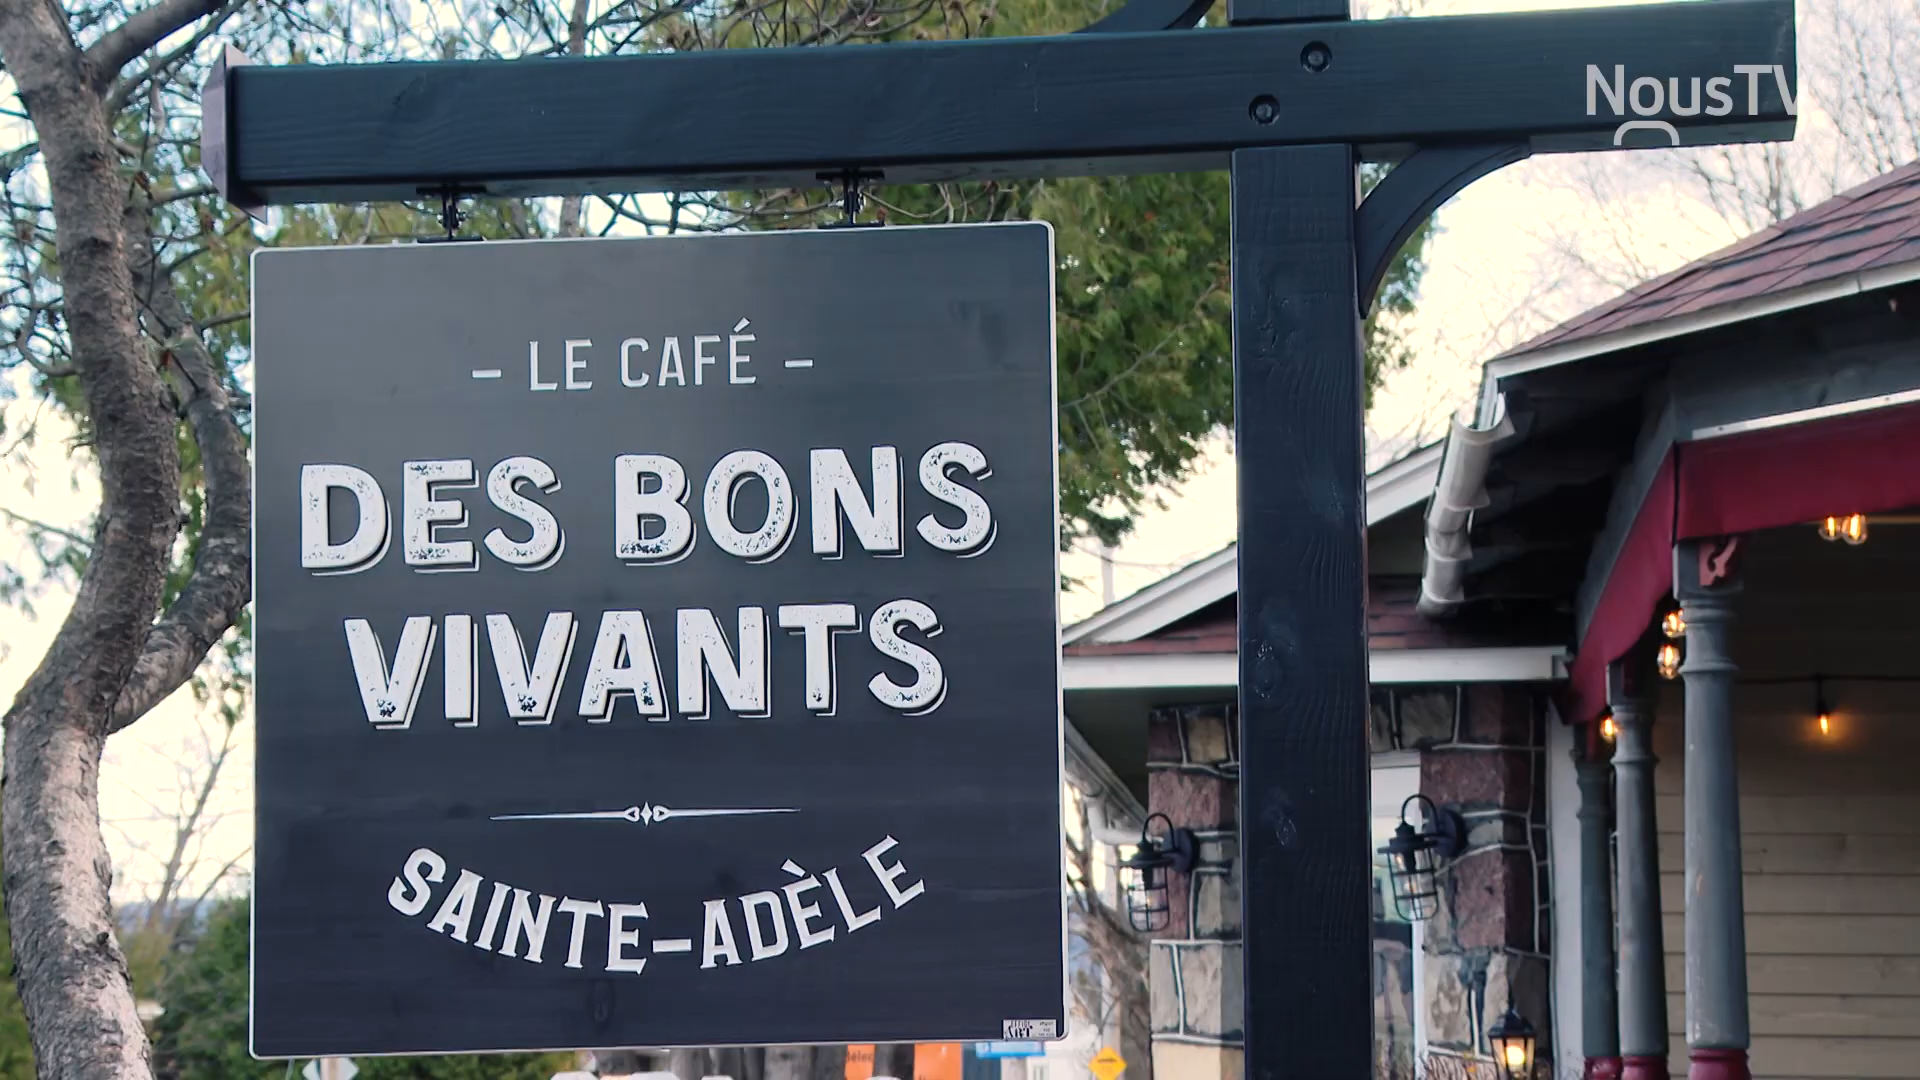 NousTV
– LE CAFÉ –
DES BONS
VIVANTS
SAINTE-ADÈLE